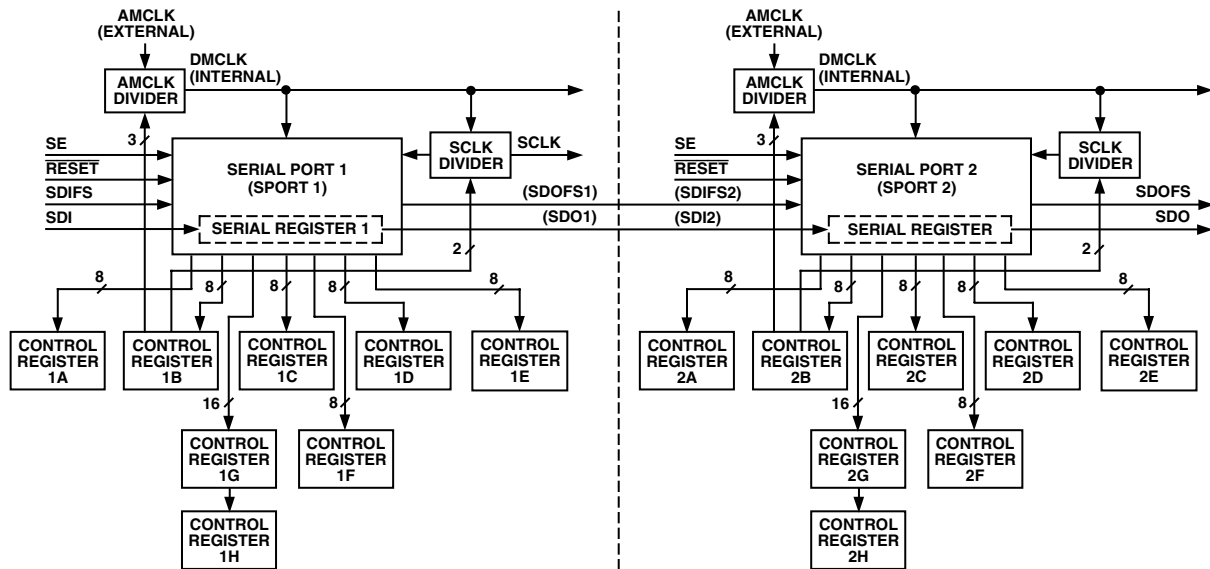 AMCLK
(EXTERNAL)
AMCLK
DIVIDER
DMCLK
(INTERNAL)
3
SE
RESET
SDIFS
SDI
SERIAL PORT 1
(SPORT 1)
SERIAL REGISTER 1
SCLK
DIVIDER
SCLK
2
(SDOFS1)
(SDO1)
8
8
8
8
8
CONTROL
REGISTER
1A
CONTROL
REGISTER
1B
CONTROL
REGISTER
1C
CONTROL
REGISTER
1D
CONTROL
REGISTER
1E
16
8
CONTROL
REGISTER
1G
CONTROL
REGISTER
1F
CONTROL
REGISTER
1H
AMCLK
(EXTERNAL)
AMCLK
DIVIDER
DMCLK
(INTERNAL)
3
SE
RESET
(SDIFS2)
(SDI2)
SERIAL PORT 2
(SPORT 2)
SERIAL REGISTER
SCLK
DIVIDER
SDOFS
SDO
2
8
8
8
8
8
CONTROL
REGISTER
2A
CONTROL
REGISTER
2B
CONTROL
REGISTER
2C
CONTROL
REGISTER
2D
CONTROL
REGISTER
2E
16
8
CONTROL
REGISTER
2G
CONTROL
REGISTER
2F
CONTROL
REGISTER
2H